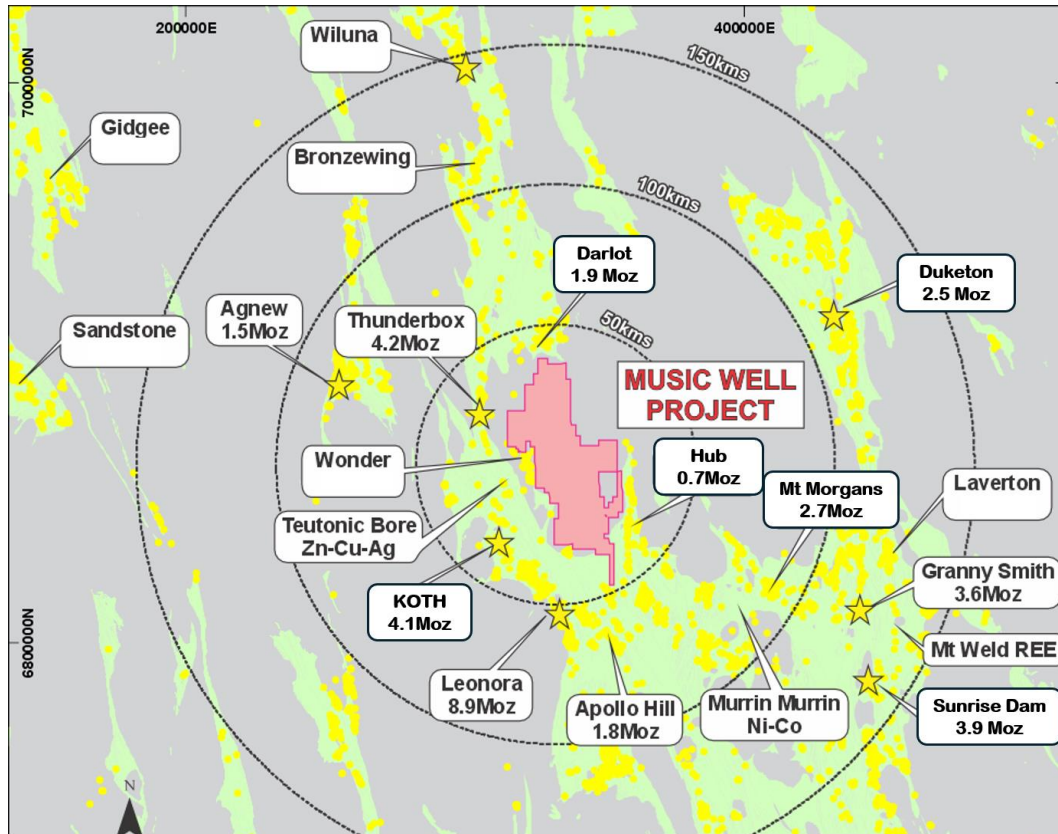 200000E
400000E
7000000N
6800000N
Wiluna
150kms
Gidgee
Bronzewing
100kms
Darlot
1.9 Moz
Duketon
2.5 Moz
Agnew
1.5Moz
Thunderbox
4.2Moz
50kms
Sandstone
MUSIC WELL
PROJECT
Wonder
Hub
0.7Moz
Mt Morgans
2.7Moz
Laverton
Teutonic Bore
Zn-Cu-Ag
Granny Smith
3.6Moz
KOTH
4.1Moz
Mt Weld REE
Leonora
8.9Moz
Apollo Hill
1.8Moz
Murrin Murrin
Ni-Co
Sunrise Dam
3.9 Moz
N